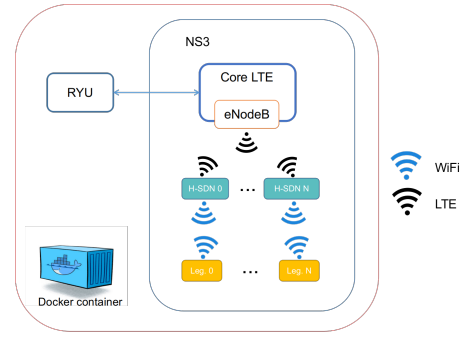 NS3
Core LTE
RYU
eNodeB
H-SDN 0
...
H-SDN N
WiFi
LTE
Leg. 0
...
Leg. N
Docker container